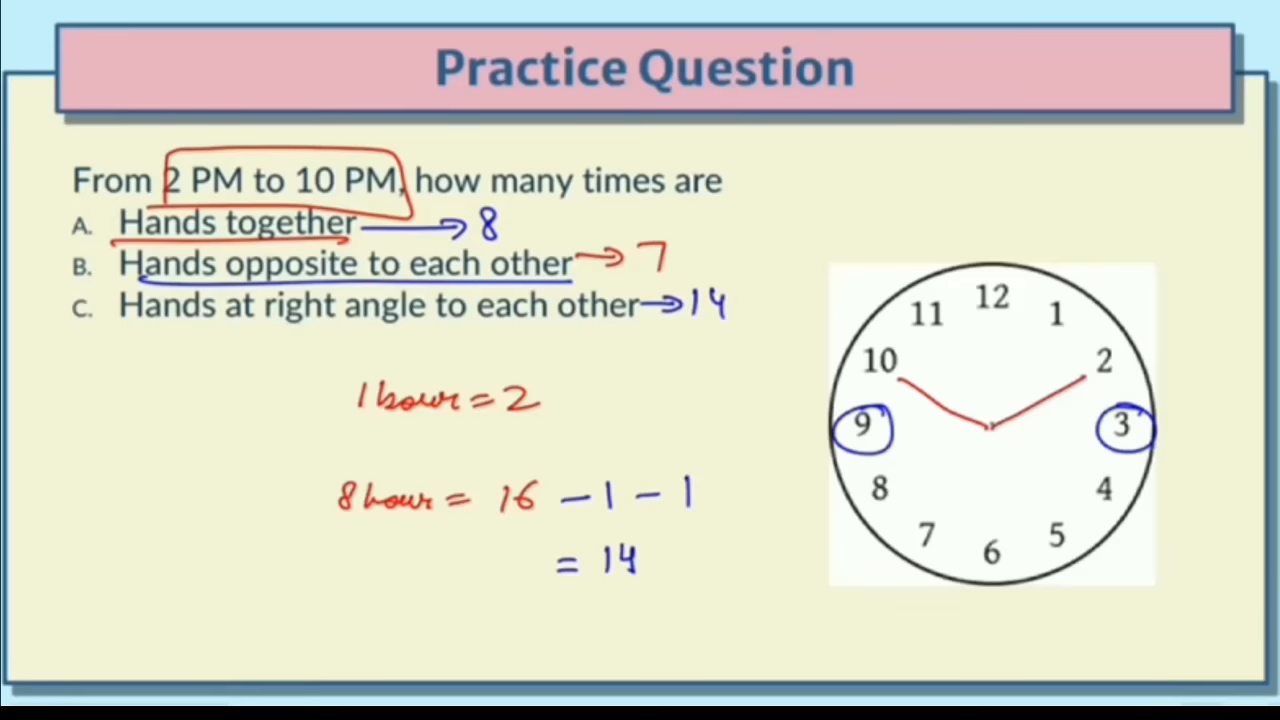 Practice Question
From 2 PM to 10 PM, how many times are
A. Hands together → 8
B. Hands opposite to each other → 7
C. Hands at right angle to each other → 14
1 hour = 2
8 hour = 16 - 1 - 1
= 14
12
11 1
10 2
9 3
8 4
7 5
6